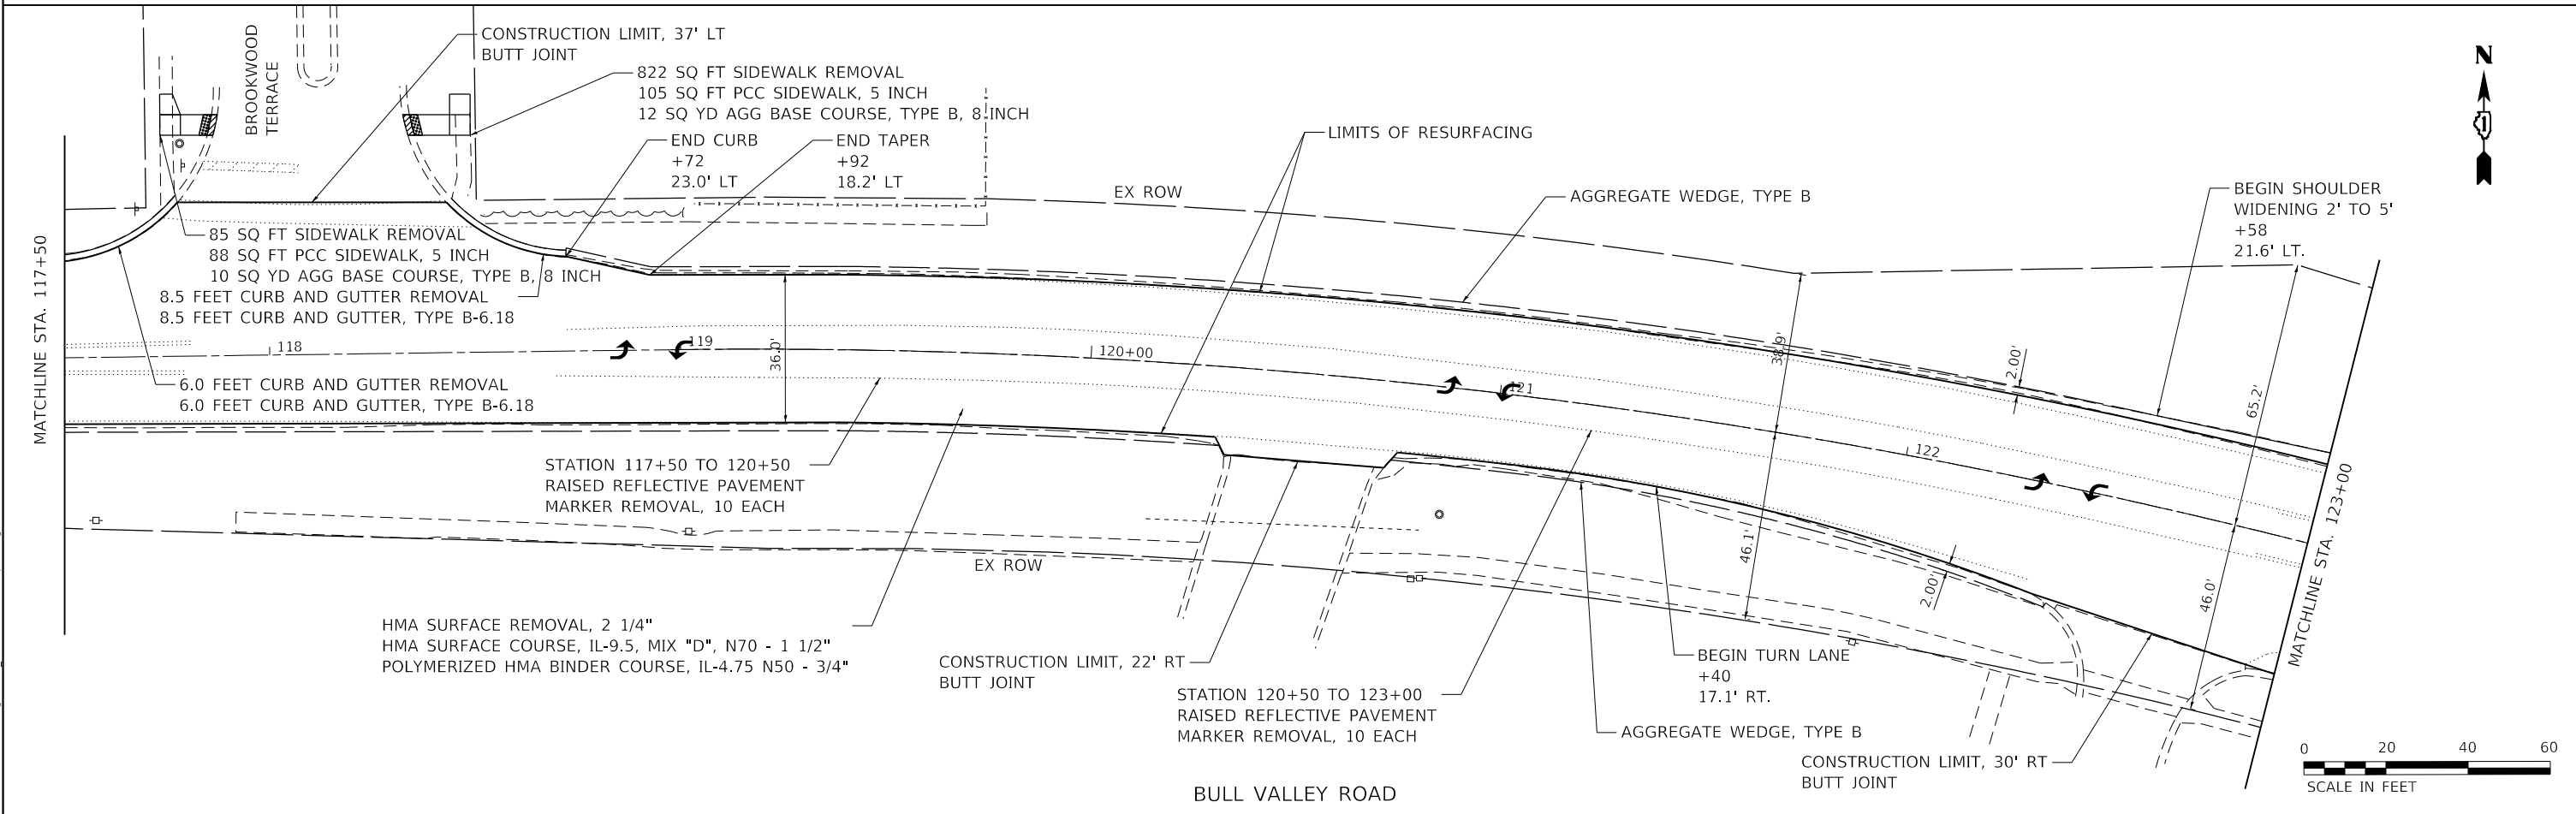 CONSTRUCTION LIMIT, 37' LT
BUTT JOINT
BROOKWOOD
TERRACE
822 SQ FT SIDEWALK REMOVAL
105 SQ FT PCC SIDEWALK, 5 INCH
12 SQ YD AGG BASE COURSE, TYPE B, 8 INCH
END CURB
+72
23.0' LT
END TAPER
+92
18.2' LT
LIMITS OF RESURFACING
EX ROW
AGGREGATE WEDGE, TYPE B
BEGIN SHOULDER
WIDENING 2' TO 5'
+58
21.6' LT.
N
1
MATCHLINE STA. 117+50
85 SQ FT SIDEWALK REMOVAL
88 SQ FT PCC SIDEWALK, 5 INCH
10 SQ YD AGG BASE COURSE, TYPE B, 8 INCH
8.5 FEET CURB AND GUTTER REMOVAL
8.5 FEET CURB AND GUTTER, TYPE B-6.18
118
119
36.0'
120+00
121
38.9'
2.00'
65.2'
122
6.0 FEET CURB AND GUTTER REMOVAL
6.0 FEET CURB AND GUTTER, TYPE B-6.18
STATION 117+50 TO 120+50
RAISED REFLECTIVE PAVEMENT
MARKER REMOVAL, 10 EACH
EX ROW
46.1'
2.00'
46.0'
MATCHLINE STA. 123+00
HMA SURFACE REMOVAL, 2 1/4"
HMA SURFACE COURSE, IL-9.5, MIX "D", N70 - 1 1/2"
POLYMERIZED HMA BINDER COURSE, IL-4.75 N50 - 3/4"
CONSTRUCTION LIMIT, 22' RT
BUTT JOINT
STATION 120+50 TO 123+00
RAISED REFLECTIVE PAVEMENT
MARKER REMOVAL, 10 EACH
BEGIN TURN LANE
+40
17.1' RT.
AGGREGATE WEDGE, TYPE B
CONSTRUCTION LIMIT, 30' RT
BUTT JOINT
0 20 40 60
SCALE IN FEET
BULL VALLEY ROAD